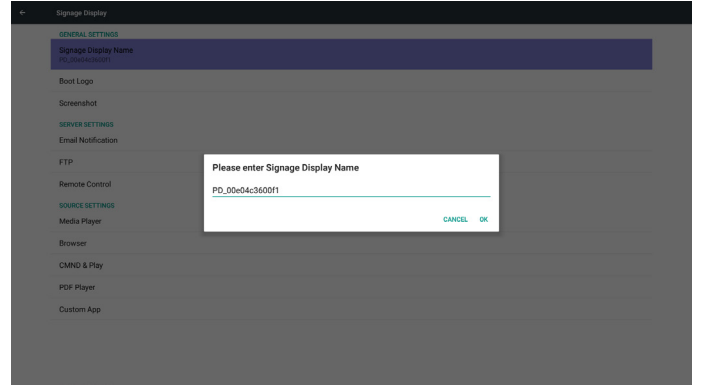 Signage Display
GENERAL SETTINGS
Signage Display Name
PD_00e04c3600f1
Boot Logo
Screenshot
SERVER SETTINGS
Email Notification
FTP
Remote Control
SOURCE SETTINGS
Media Player
Browser
CMND & Play
PDF Player
Custom App
Please enter Signage Display Name
PD_00e04c3600f1
CANCEL OK